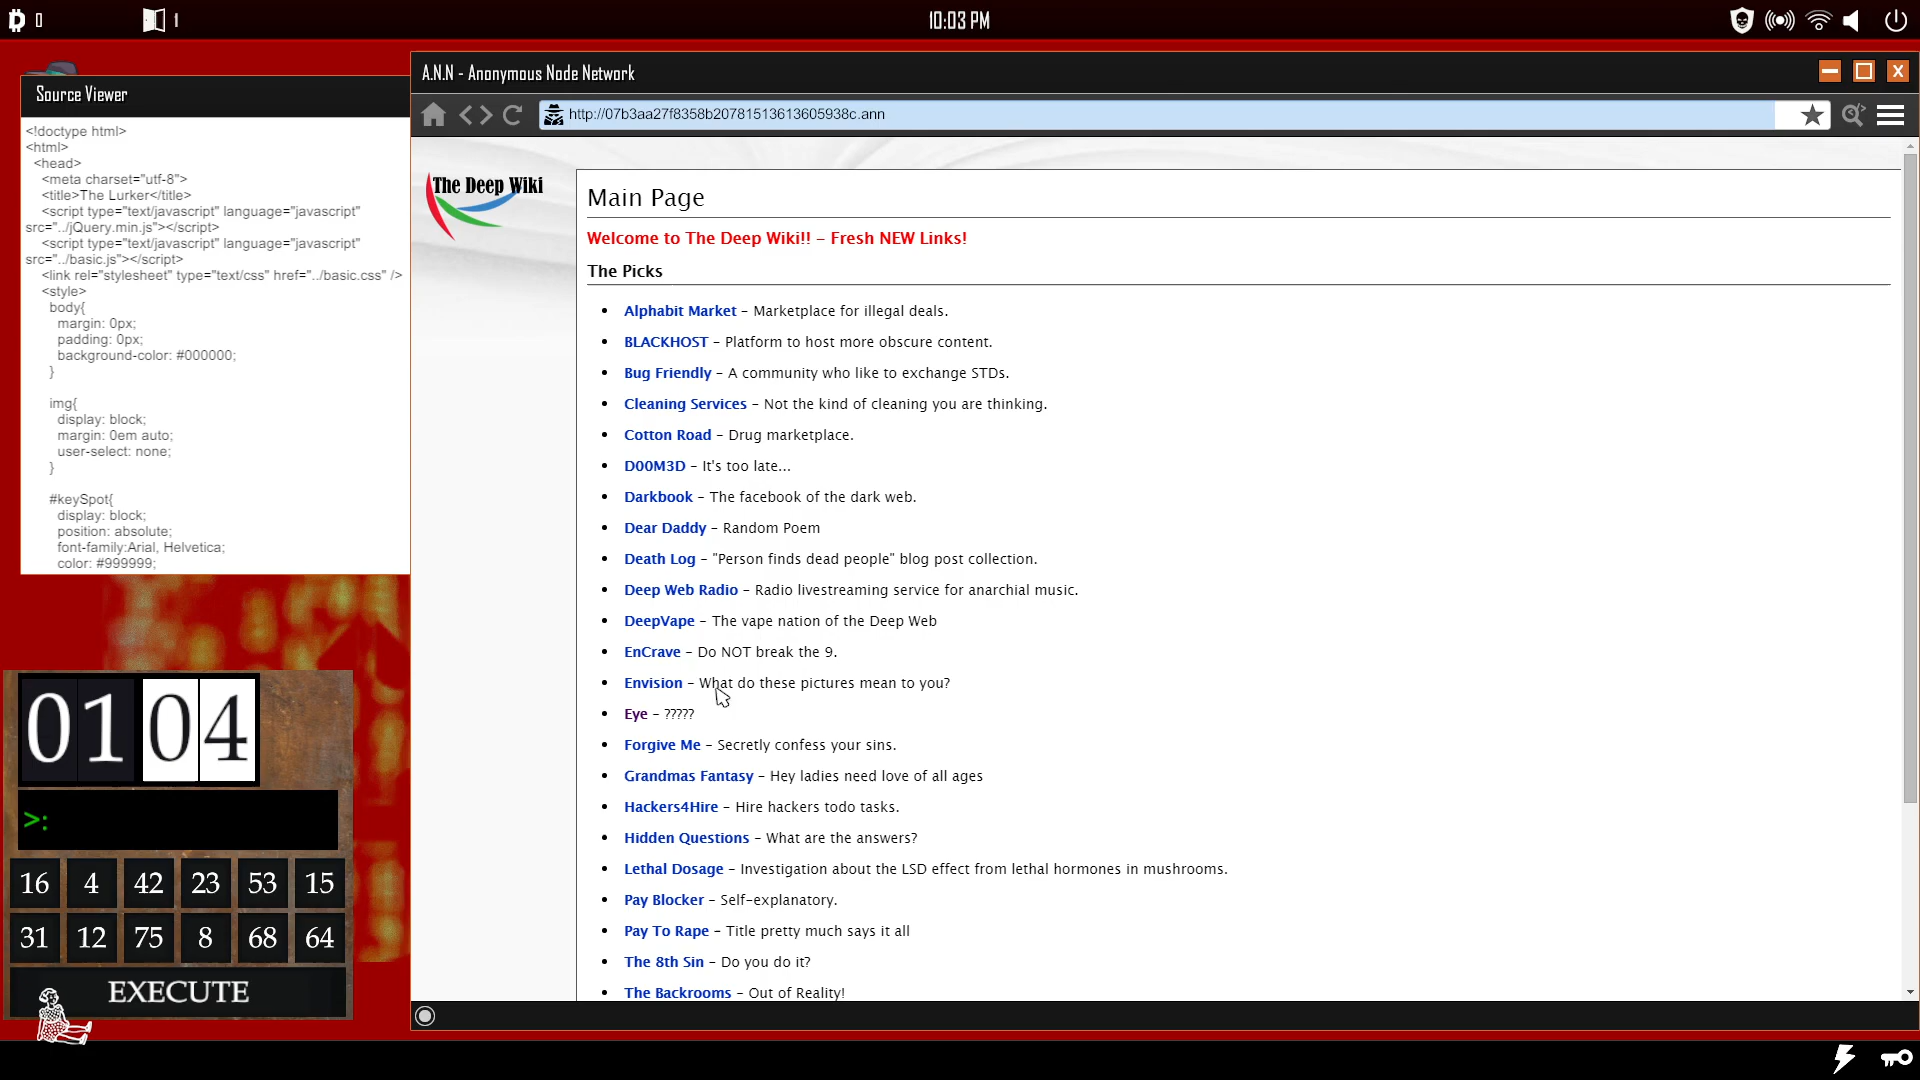 0
1
10:03 PM
Source Viewer
<!doctype html>
<html>
<head>
<meta charset="utf-8">
<title>The Lurker</title>
<script type="text/javascript" language="javascript"
src="../jQuery.min.js"></script>
<script type="text/javascript" language="javascript"
src="../basic.js"></script>
<link rel="stylesheet" type="text/css" href="../basic.css" />
<style>
body{
margin: 0px;
padding: 0px;
background-color: #000000;
}
img{
display: block;
margin: 0em auto;
user-select: none;
}
#keySpot{
display: block;
position: absolute;
font-family:Arial, Helvetica;
color: #999999;
01 04
>:
16 4 42 23 53 15
31 12 75 8 68 64
EXECUTE
A.N.N - Anonymous Node Network
http://07b3aa27f8358b20781513613605938c.ann
The Deep Wiki
Main Page
Welcome to The Deep Wiki!! – Fresh NEW Links!
The Picks
• Alphabit Market – Marketplace for illegal deals.
• BLACKHOST – Platform to host more obscure content.
• Bug Friendly – A community who like to exchange STDs.
• Cleaning Services – Not the kind of cleaning you are thinking.
• Cotton Road – Drug marketplace.
• D00M3D – It's too late...
• Darkbook – The facebook of the dark web.
• Dear Daddy – Random Poem
• Death Log – "Person finds dead people" blog post collection.
• Deep Web Radio – Radio livestreaming service for anarchial music.
• DeepVape – The vape nation of the Deep Web
• EnCrave – Do NOT break the 9.
• Envision – What do these pictures mean to you?
• Eye – ?????
• Forgive Me – Secretly confess your sins.
• Grandmas Fantasy – Hey ladies need love of all ages
• Hackers4Hire – Hire hackers todo tasks.
• Hidden Questions – What are the answers?
• Lethal Dosage – Investigation about the LSD effect from lethal hormones in mushrooms.
• Pay Blocker – Self-explanatory.
• Pay To Rape – Title pretty much says it all
• The 8th Sin – Do you do it?
• The Backrooms – Out of Reality!